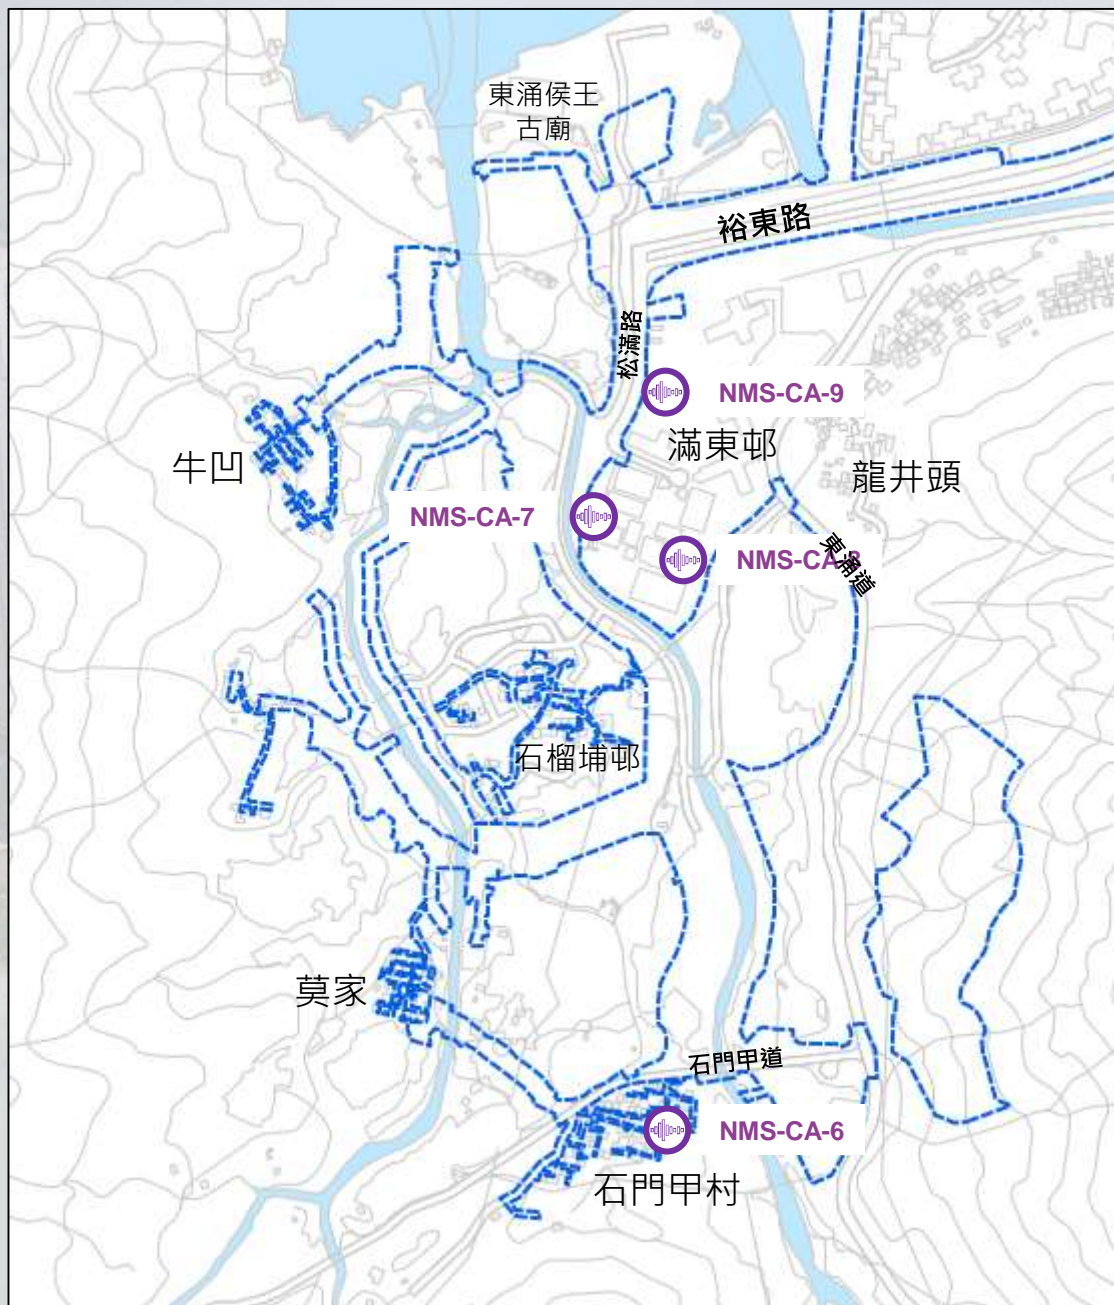 東涌侯王
古廟
裕東路
松滿路
NMS-CA-9
滿東邨
牛凹
龍井頭
NMS-CA-7
NMS-CA-8
東涌道
石榴埔邨
莫家
石門甲道
NMS-CA-6
石門甲村